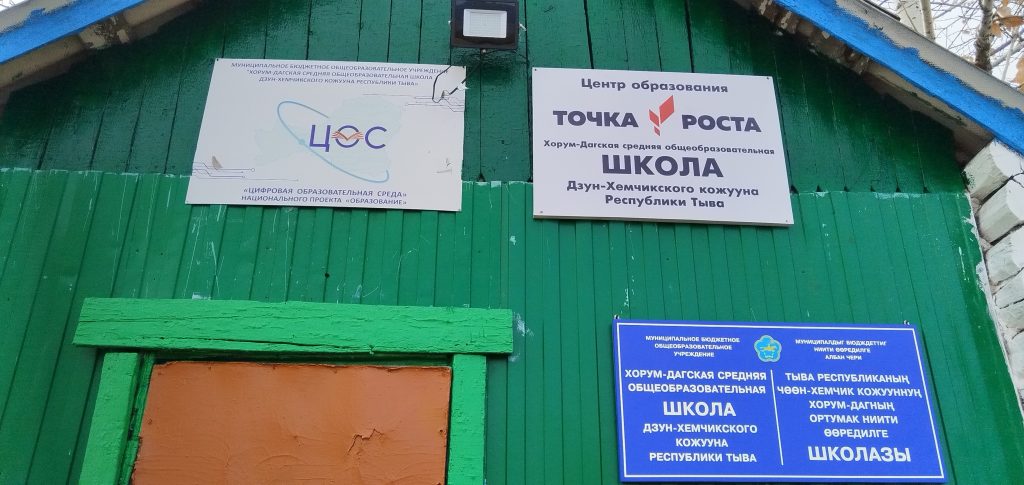 МУНИЦИПАЛЬНОЕ БЮДЖЕТНОЕ ОБЩЕОБРАЗОВАТЕЛЬНОЕ УЧРЕЖДЕНИЕ
"ХОРУМ-ДАГСКАЯ СРЕДНЯЯ ОБЩЕОБРАЗОВАТЕЛЬНАЯ ШКОЛА
ДЗУН-ХЕМЧИКСКОГО КОЖУУНА РЕСПУБЛИКИ ТЫВА»
ЦОС
«ЦИФРОВАЯ ОБРАЗОВАТЕЛЬНАЯ СРЕДА»
НАЦИОНАЛЬНОГО ПРОЕКТА «ОБРАЗОВАНИЕ»
Центр образования
ТОЧКА РОСТА
Хорум-Дагская средняя общеобразовательная
ШКОЛА
Дзун-Хемчикского кожууна
Республики Тыва
МУНИЦИПАЛЬНОЕ БЮДЖЕТНОЕ
ОБЩЕОБРАЗОВАТЕЛЬНОЕ
УЧРЕЖДЕНИЕ
ХОРУМ-ДАГСКАЯ СРЕДНЯЯ
ОБЩЕОБРАЗОВАТЕЛЬНАЯ
ШКОЛА
ДЗУН-ХЕМЧИКСКОГО
КОЖУУНА
РЕСПУБЛИКИ ТЫВА
МУНИЦИПАЛДЫГ БЮДЖДЕТТИГ
НИИТИ ӨӨРЕДИЛГЕ
АЛБАН ЧЕРИ
ТЫВА РЕСПУБЛИКАНЫҢ
ЧӨӨН-ХЕМЧИК КОЖУУННУҢ
ХОРУМ-ДАГНЫҢ
ОРТУМАК НИИТИ
ӨӨРЕДИЛГЕ
ШКОЛАЗЫ